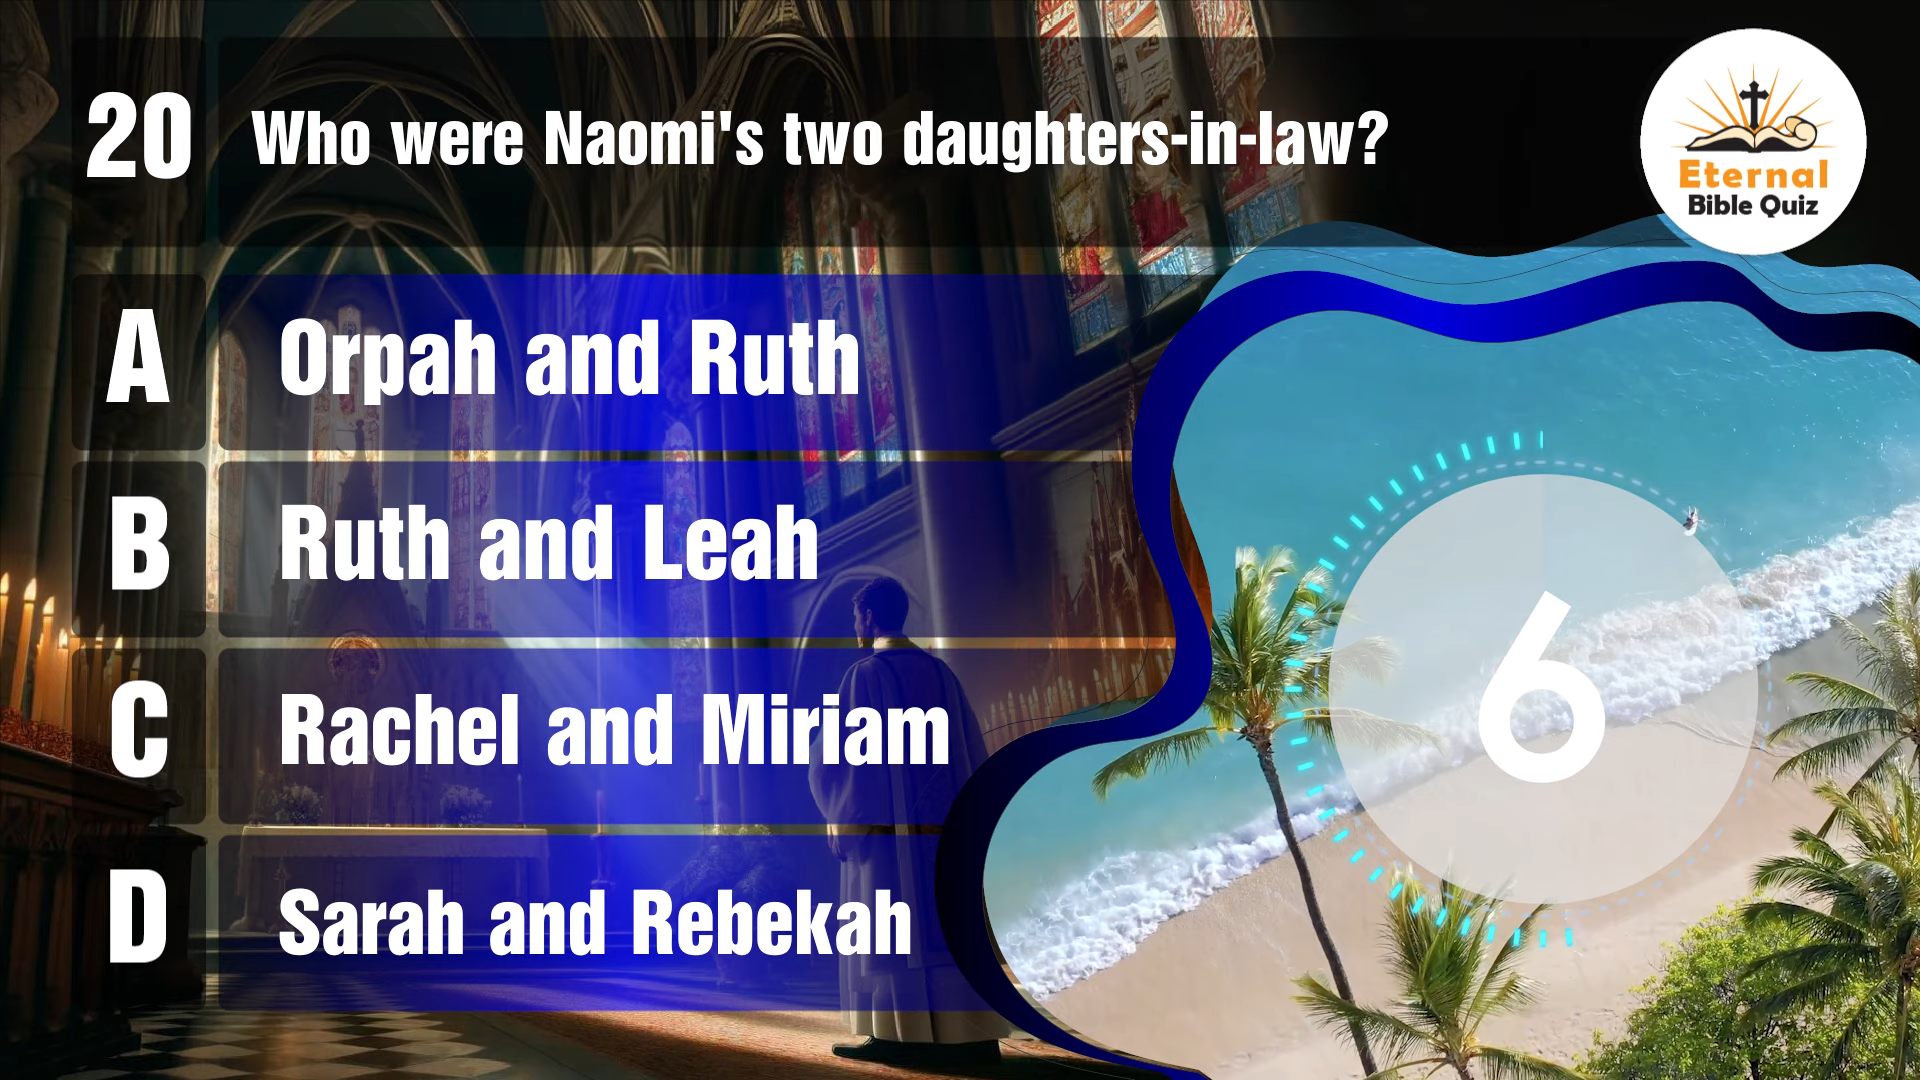 20 Who were Naomi's two daughters-in-law?
Eternal
Bible Quiz
A Orpah and Ruth
B Ruth and Leah
C Rachel and Miriam
D Sarah and Rebekah
6